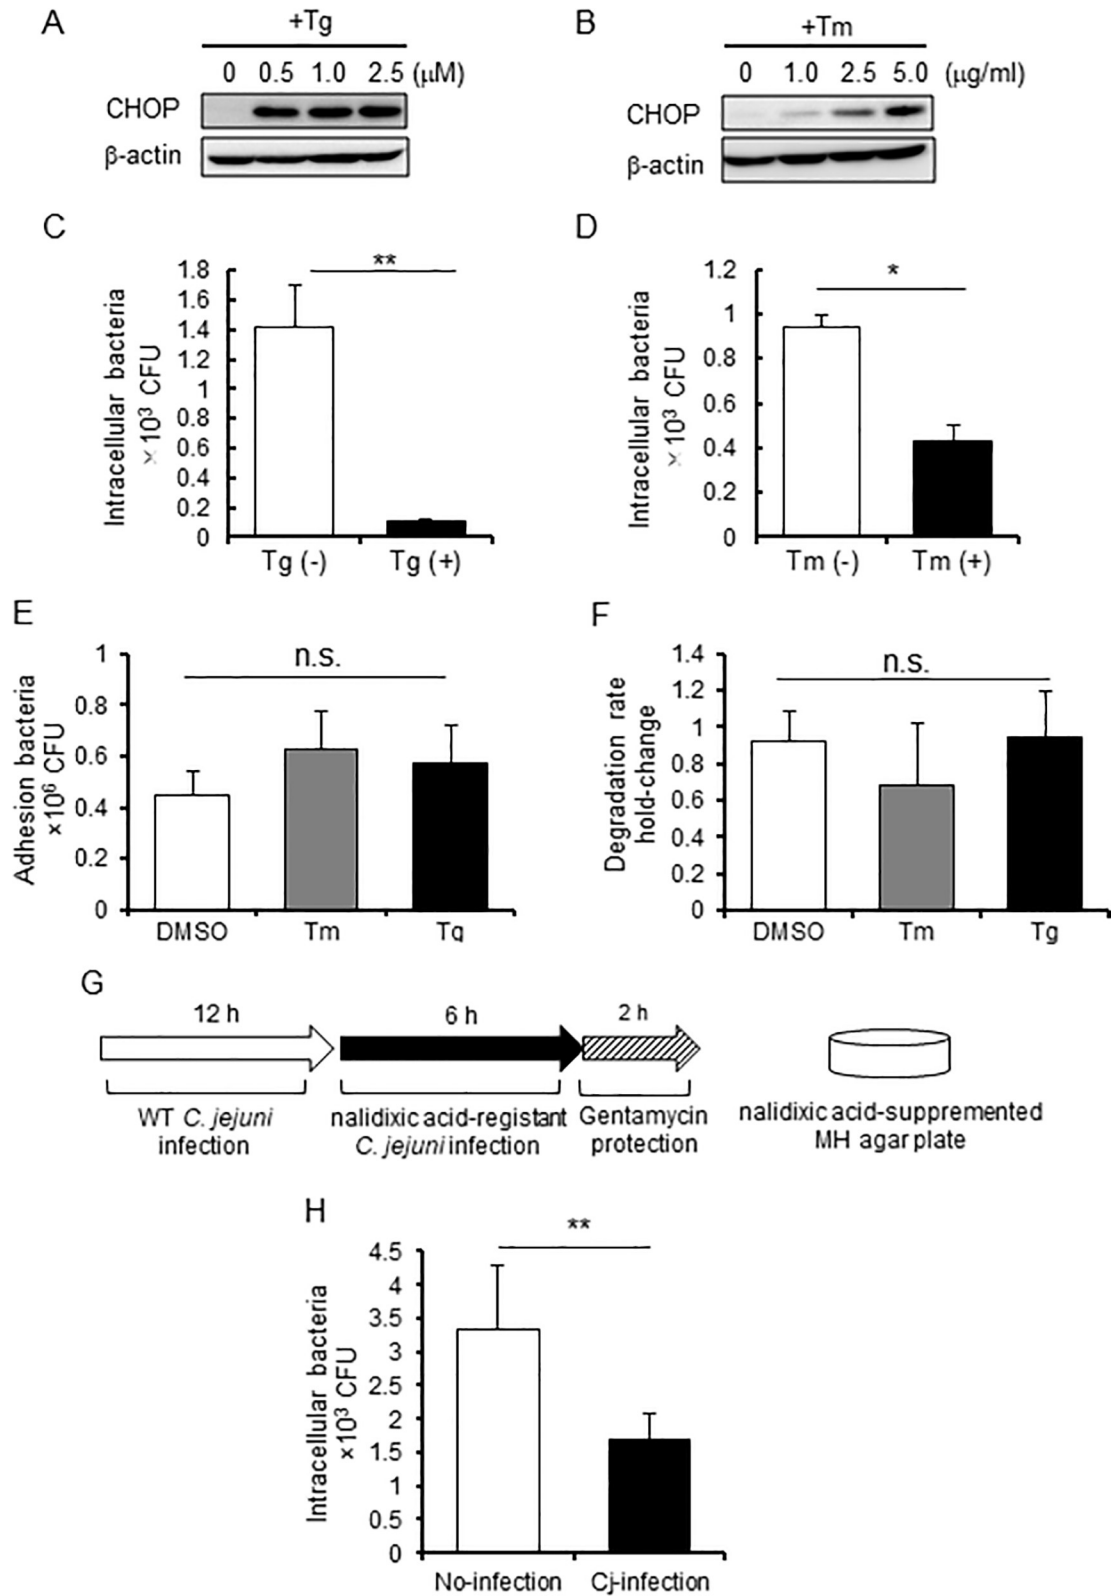 A
+Tg
0 0.5 1.0 2.5 (μM)
CHOP
β-actin
B
+Tm
0 1.0 2.5 5.0 (μg/ml)
CHOP
β-actin
C
Intracellular bacteria
×10³ CFU
1.8
1.6
1.4
1.2
1
0.8
0.6
0.4
0.2
0
**
Tg (-) Tg (+)
D
Intracellular bacteria
×10³ CFU
1.2
1
0.8
0.6
0.4
0.2
0
*
Tm (-) Tm (+)
E
Adhesion bacteria
×10⁶ CFU
1
0.8
0.6
0.4
0.2
0
n.s.
DMSO Tm Tg
F
Degradation rate
hold-change
1.4
1.2
1
0.8
0.6
0.4
0.2
0
n.s.
DMSO Tm Tg
G
12 h 6 h 2 h
WT C. jejuni
infection
nalidixic acid-registant
C. jejuni infection
Gentamycin
protection
nalidixic acid-suppremented
MH agar plate
H
Intracellular bacteria
×10³ CFU
4.5
4
3.5
3
2.5
2
1.5
1
0.5
0
**
No-infection Cj-infection